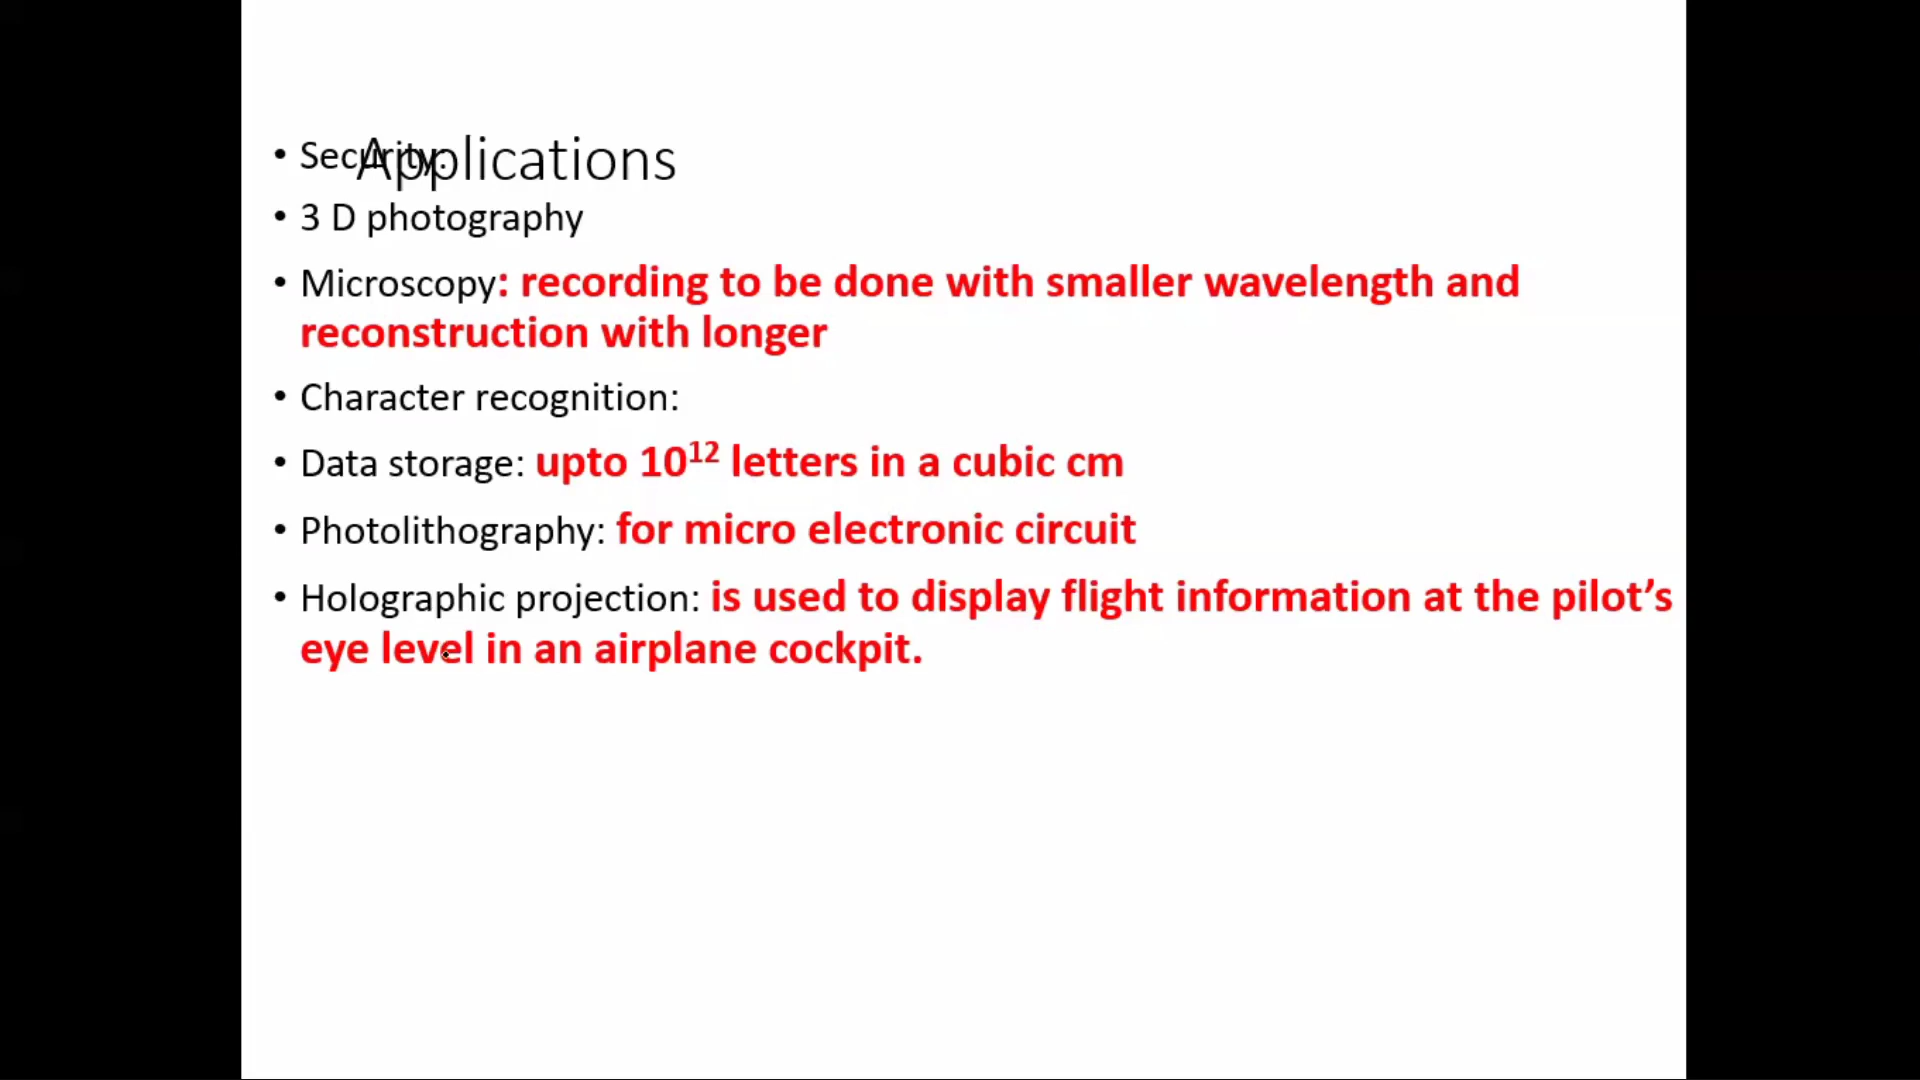 Applications
• Security:
• 3 D photography
• Microscopy: recording to be done with smaller wavelength and
reconstruction with longer
• Character recognition:
• Data storage: upto 10¹² letters in a cubic cm
• Photolithography: for micro electronic circuit
• Holographic projection: is used to display flight information at the pilot’s
eye level in an airplane cockpit.